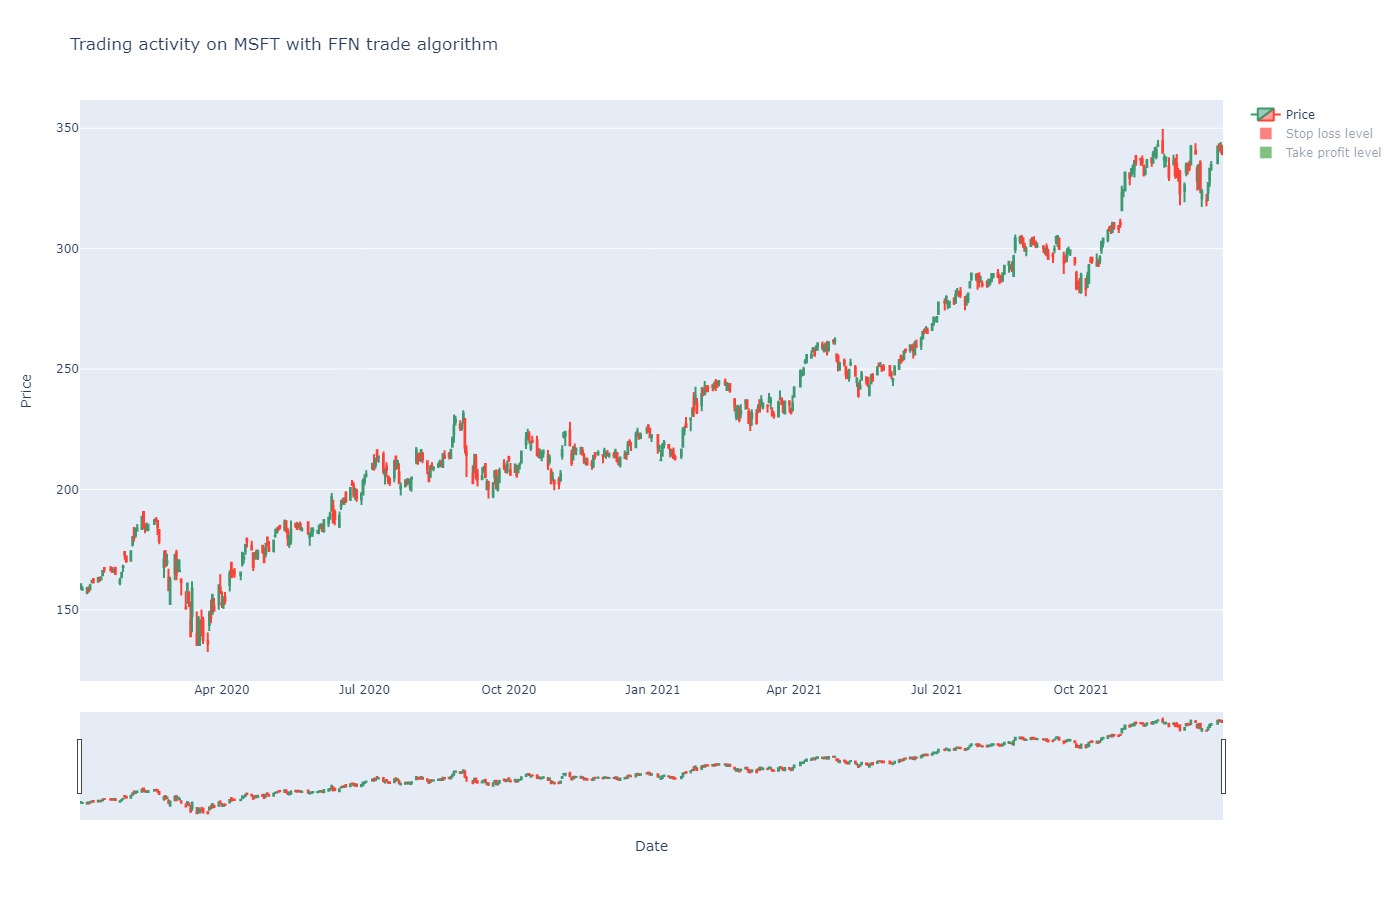 Trading activity on MSFT with FFN trade algorithm
Price
Stop loss level
Take profit level
350
300
250
200
150
Price
Apr 2020
Jul 2020
Oct 2020
Jan 2021
Apr 2021
Jul 2021
Oct 2021
Date